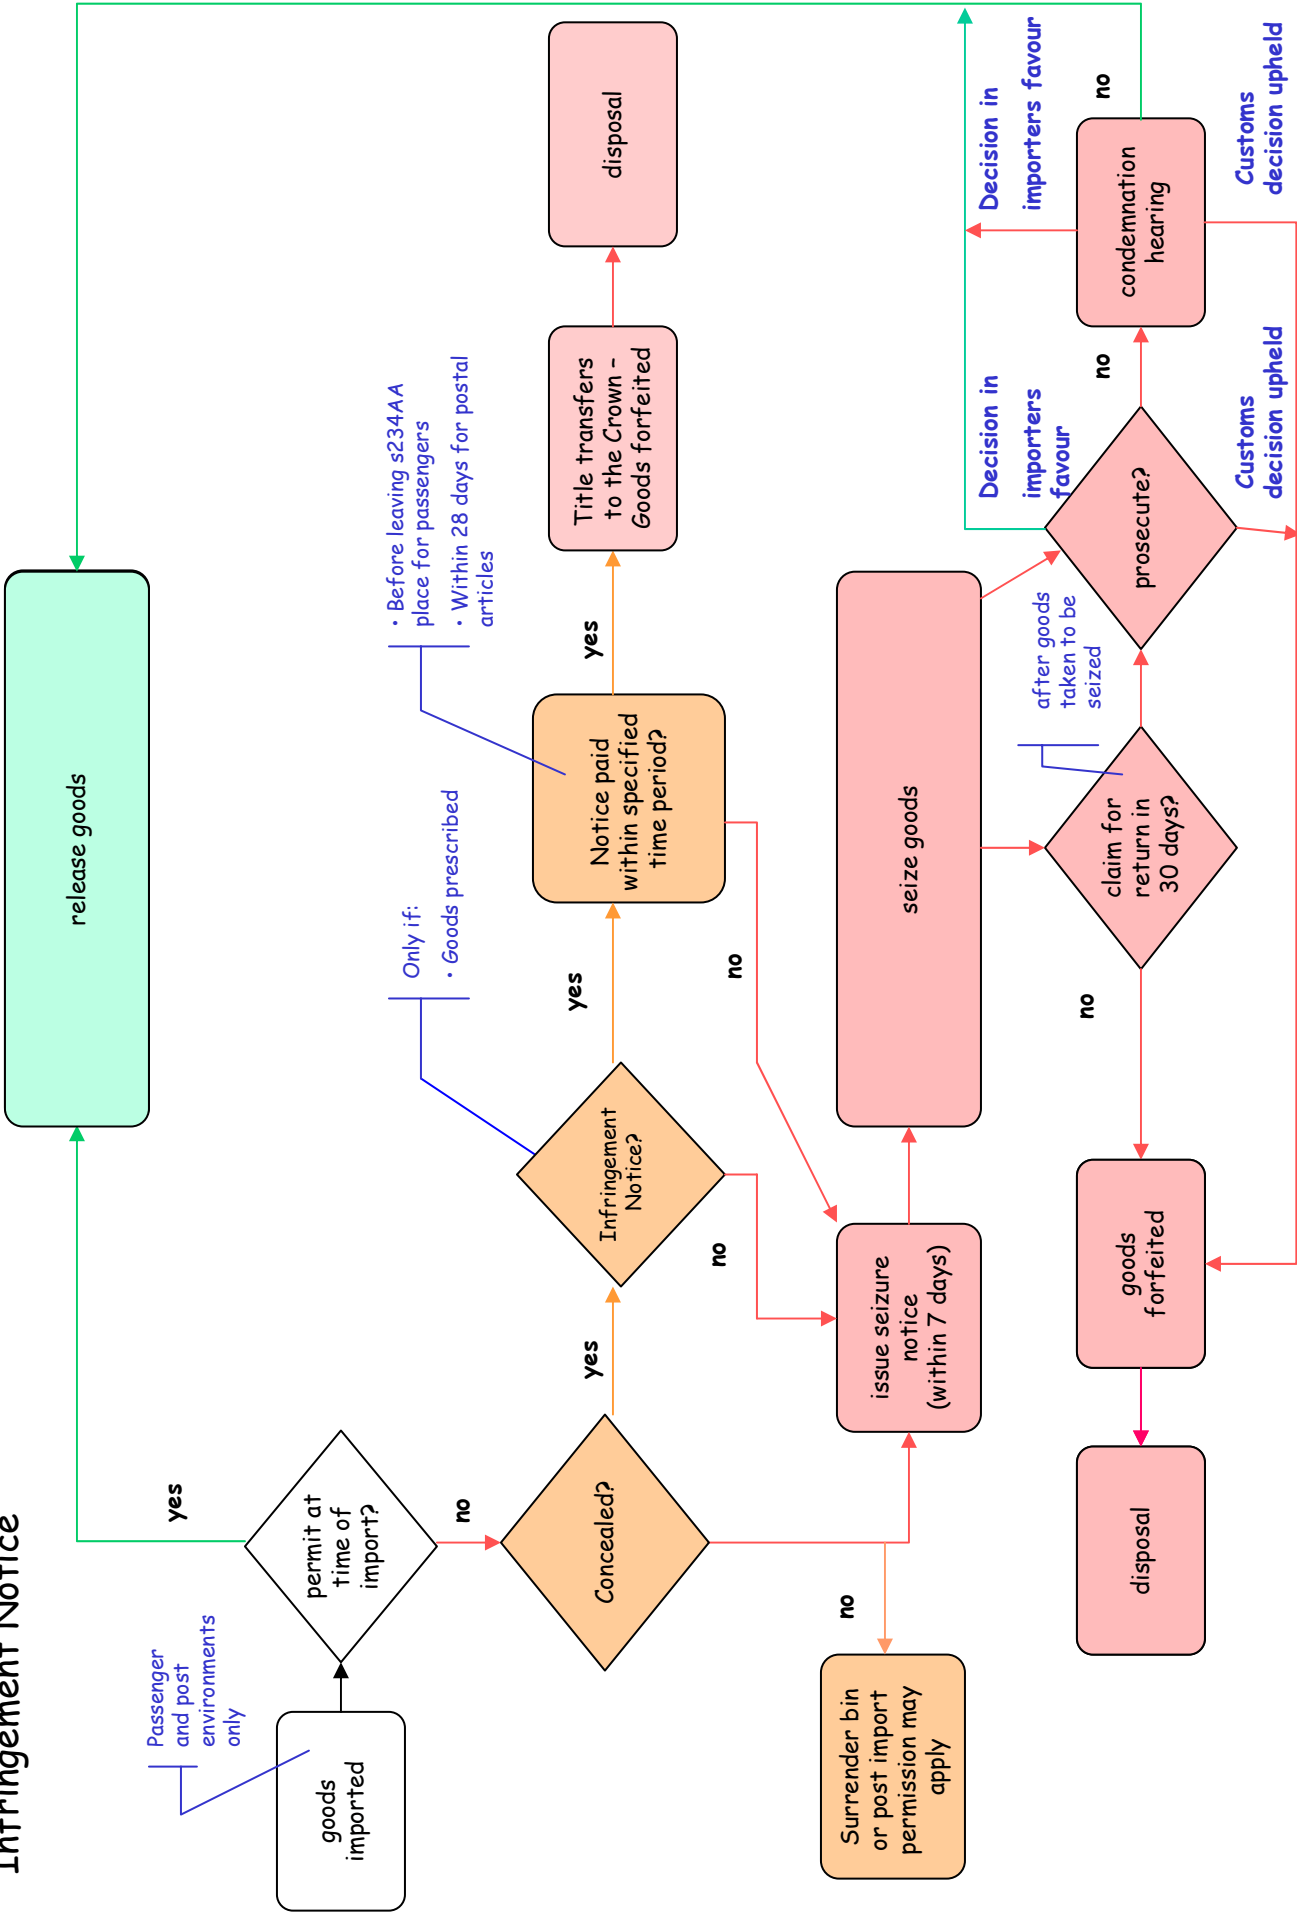 Infringement Notice
release goods
yes
Passenger
and post
environments
only
goods
imported
permit at
time of
import?
no
Only if:
• Goods prescribed
• Before leaving s234AA
place for passengers
• Within 28 days for postal
articles
Concealed?
yes
Infringement
Notice?
yes
Notice paid
within specified
time period?
yes
Title transfers
to the Crown –
Goods forfeited
disposal
no
no
no
Surrender bin
or post import
permission may
apply
issue seizure
notice
(within 7 days)
seize goods
after goods
taken to be
seized
Decision in
importers
favour
Decision in
importers favour
no
no
no
disposal
goods
forfeited
claim for
return in
30 days?
prosecute?
condemnation
hearing
Customs
decision upheld
Customs
decision upheld